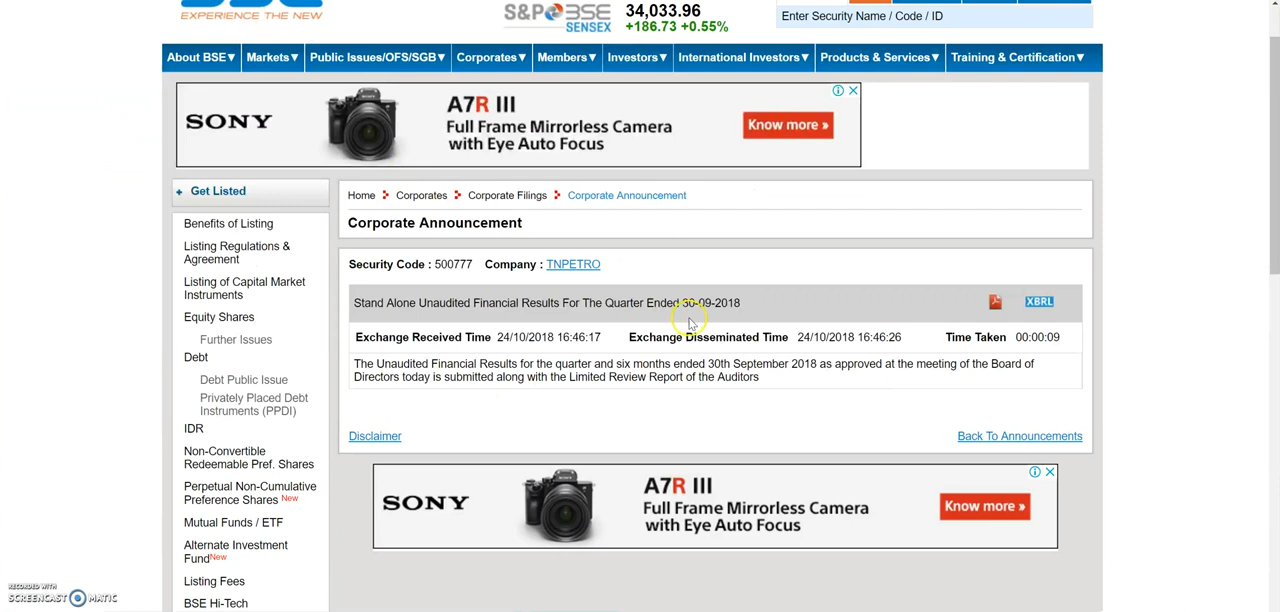 EXPERIENCE THE NEW
S&P BSE
SENSEX
34,033.96
+186.73 +0.55%
Enter Security Name / Code / ID
About BSE▼ Markets▼ Public Issues/OFS/SGB▼ Corporates▼ Members▼ Investors▼ International Investors▼ Products & Services▼ Training & Certification▼
SONY
A7R III
Full Frame Mirrorless Camera
with Eye Auto Focus
Know more »
+ Get Listed
Benefits of Listing
Listing Regulations &
Agreement
Listing of Capital Market
Instruments
Equity Shares
Further Issues
Debt
Debt Public Issue
Privately Placed Debt
Instruments (PPDI)
IDR
Non-Convertible
Redeemable Pref. Shares
Perpetual Non-Cumulative
Preference Shares New
Mutual Funds / ETF
Alternate Investment
Fund New
Listing Fees
BSE Hi-Tech
Home Corporates Corporate Filings Corporate Announcement
Corporate Announcement
Security Code : 500777 Company : TNPETRO
Stand Alone Unaudited Financial Results For The Quarter Ended 30-09-2018 XBRL
Exchange Received Time 24/10/2018 16:46:17 Exchange Disseminated Time 24/10/2018 16:46:26 Time Taken 00:00:09
The Unaudited Financial Results for the quarter and six months ended 30th September 2018 as approved at the meeting of the Board of
Directors today is submitted along with the Limited Review Report of the Auditors
Disclaimer Back To Announcements
SONY
A7R III
Full Frame Mirrorless Camera
with Eye Auto Focus
Know more »
RECORDED WITH
SCREENCAST MATIC